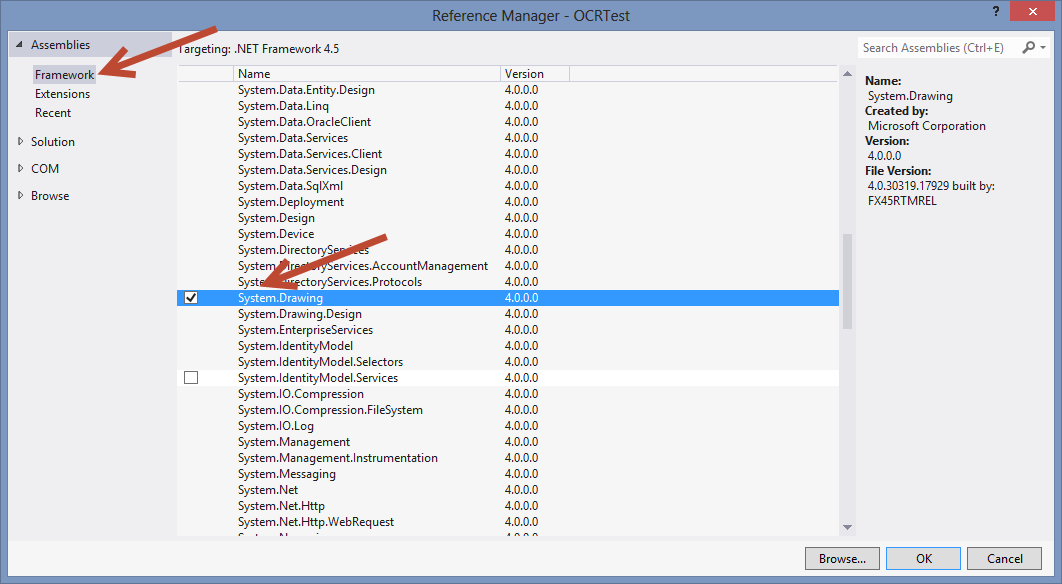 Reference Manager - OCRTest
?
Assemblies
Framework
Extensions
Recent
Solution
COM
Browse
Targeting: .NET Framework 4.5
Name Version
System.Data.Entity.Design 4.0.0.0
System.Data.Linq 4.0.0.0
System.Data.OracleClient 4.0.0.0
System.Data.Services 4.0.0.0
System.Data.Services.Client 4.0.0.0
System.Data.Services.Design 4.0.0.0
System.Data.SqlXml 4.0.0.0
System.Deployment 4.0.0.0
System.Design 4.0.0.0
System.Device 4.0.0.0
System.DirectoryServices 4.0.0.0
System.DirectoryServices.AccountManagement 4.0.0.0
System.DirectoryServices.Protocols 4.0.0.0
System.Drawing 4.0.0.0
System.Drawing.Design 4.0.0.0
System.EnterpriseServices 4.0.0.0
System.IdentityModel 4.0.0.0
System.IdentityModel.Selectors 4.0.0.0
System.IdentityModel.Services 4.0.0.0
System.IO.Compression 4.0.0.0
System.IO.Compression.FileSystem 4.0.0.0
System.IO.Log 4.0.0.0
System.Management 4.0.0.0
System.Management.Instrumentation 4.0.0.0
System.Messaging 4.0.0.0
System.Net 4.0.0.0
System.Net.Http 4.0.0.0
System.Net.Http.WebRequest 4.0.0.0
Search Assemblies (Ctrl+E)
Name:
System.Drawing
Created by:
Microsoft Corporation
Version:
4.0.0.0
File Version:
4.0.30319.17929 built by:
FX45RTMREL
Browse... OK Cancel